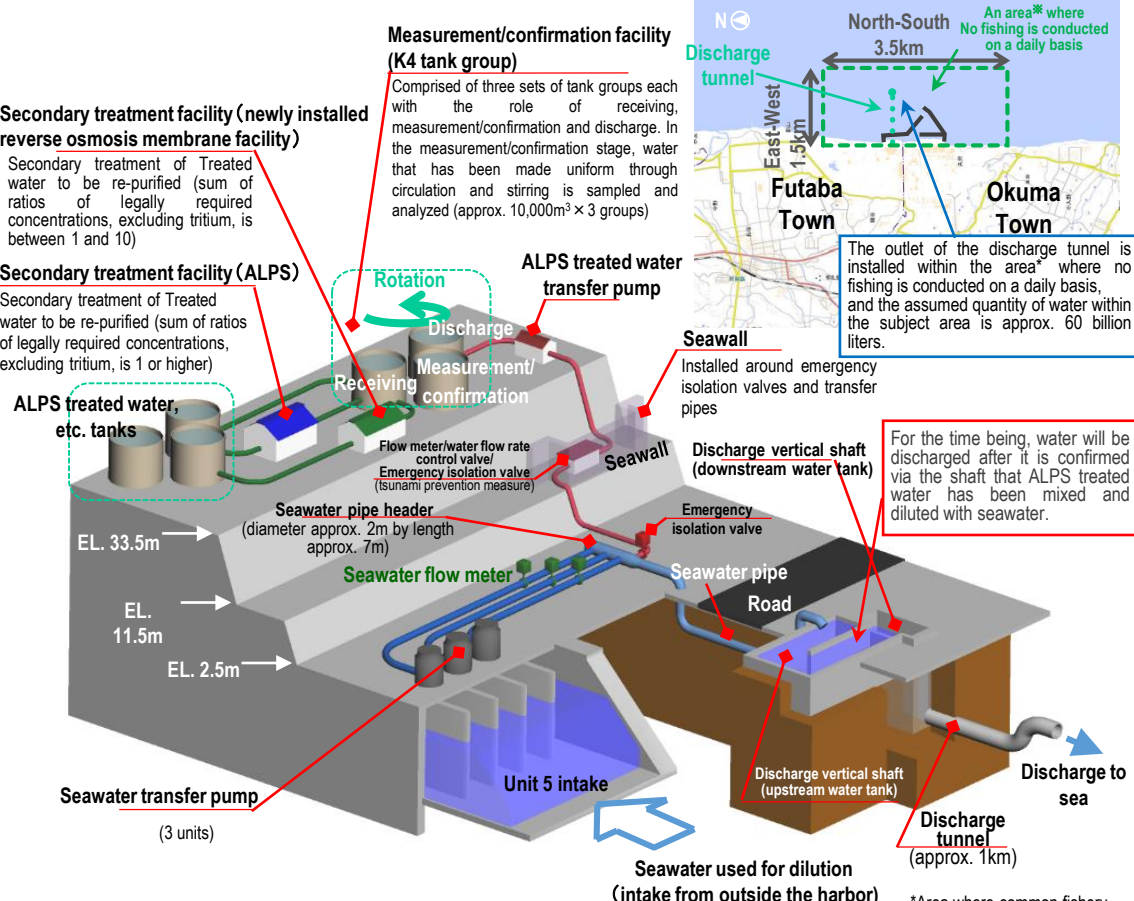 Measurement/confirmation facility
(K4 tank group)
Comprised of three sets of tank groups each
with the role of receiving,
measurement/confirmation and discharge. In
the measurement/confirmation stage, water
that has been made uniform through
circulation and stirring is sampled and
analyzed (approx. 10,000m³ × 3 groups)
N
North-South
3.5km
An area※ where
No fishing is conducted
on a daily basis
Discharge
tunnel
East-West
1.5km
Futaba
Town
Okuma
Town
The outlet of the discharge tunnel is
installed within the area* where no
fishing is conducted on a daily basis,
and the assumed quantity of water within
the subject area is approx. 60 billion
liters.
Secondary treatment facility (newly installed
reverse osmosis membrane facility)
Secondary treatment of Treated
water to be re-purified (sum of
ratios of legally required
concentrations, excluding tritium, is
between 1 and 10)
Secondary treatment facility (ALPS)
Secondary treatment of Treated
water to be re-purified (sum of ratios
of legally required concentrations,
excluding tritium, is 1 or higher)
ALPS treated water,
etc. tanks
Rotation
Discharge
Receiving
Measurement/
confirmation
ALPS treated water
transfer pump
Seawall
Installed around emergency
isolation valves and transfer
pipes
Flow meter/water flow rate
control valve/
Emergency isolation valve
(tsunami prevention measure)
Seawall
Discharge vertical shaft
(downstream water tank)
For the time being, water will be
discharged after it is confirmed
via the shaft that ALPS treated
water has been mixed and
diluted with seawater.
Seawater pipe header
(diameter approx. 2m by length
approx. 7m)
Emergency
isolation valve
EL. 33.5m
Seawater flow meter
Seawater pipe
Road
EL.
11.5m
EL. 2.5m
Unit 5 intake
Discharge vertical shaft
(upstream water tank)
Discharge to
sea
Seawater transfer pump
(3 units)
Discharge
tunnel
(approx. 1km)
Seawater used for dilution
(intake from outside the harbor)
*Area where common fishery